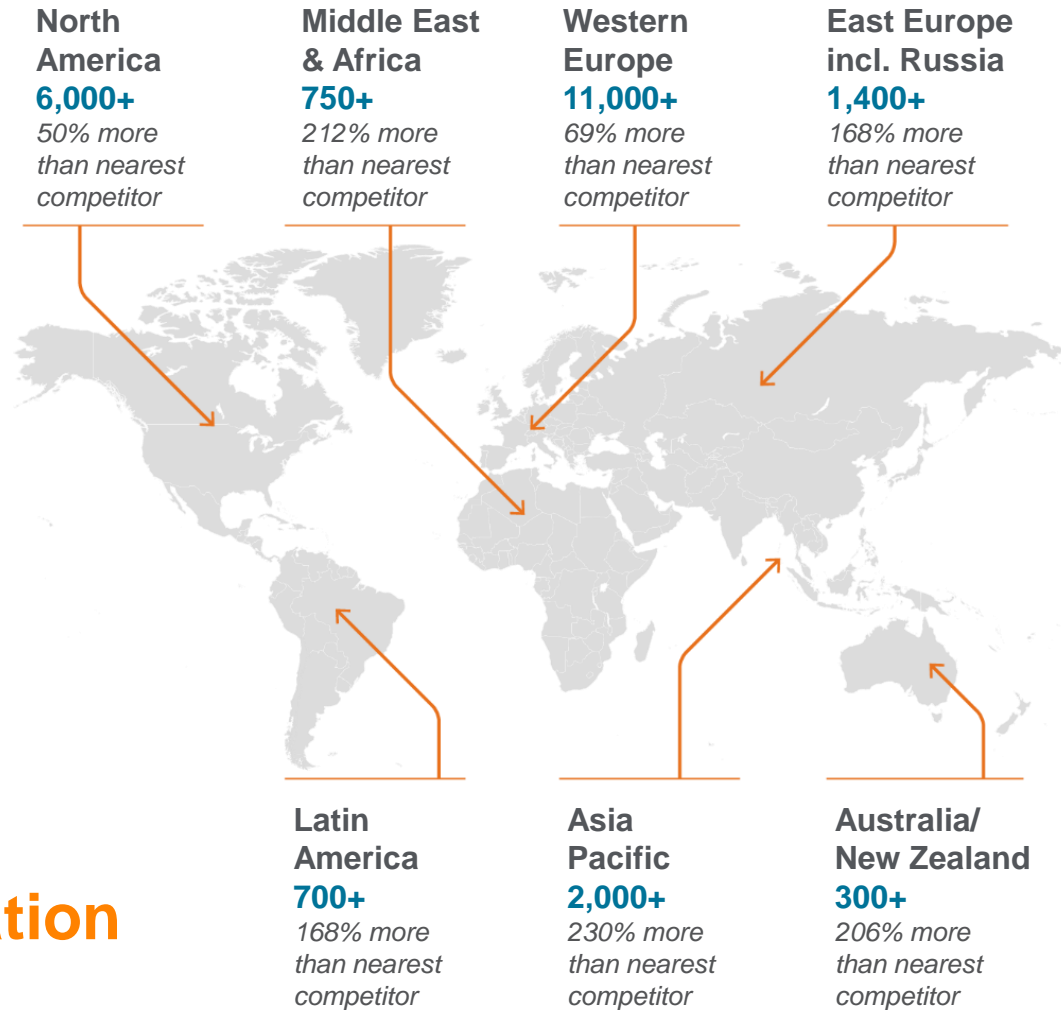 North
America
6,000+
50% more
than nearest
competitor
Middle East
& Africa
750+
212% more
than nearest
competitor
Western
Europe
11,000+
69% more
than nearest
competitor
East Europe
incl. Russia
1,400+
168% more
than nearest
competitor
Latin
America
700+
168% more
than nearest
competitor
Asia
Pacific
2,000+
230% more
than nearest
competitor
Australia/
New Zealand
300+
206% more
than nearest
competitor